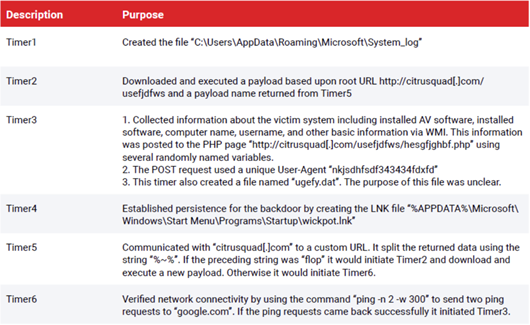 Description Purpose
Timer1 Created the file “C:\Users\AppData\Roaming\Microsoft\System_log”
Timer2 Downloaded and executed a payload based upon root URL http://citrusquad[.]com/
usefjdfws and a payload name returned from Timer5
Timer3 1. Collected information about the victim system including installed AV software, installed
software, computer name, username, and other basic information via WMI. This information
was posted to the PHP page “http://citrusquad[.]com/usefjdfws/hesgfjghbf.php” using
several randomly named variables.
2. The POST request used a unique User-Agent “nkjsdhfsdf343434fdxfd”
3. This timer also created a file named “ugefy.dat”. The purpose of this file was unclear.
Timer4 Established persistence for the backdoor by creating the LNK file “%APPDATA%\Microsoft\
Windows\Start Menu\Programs\Startup\wickpot.lnk”
Timer5 Communicated with “citrusquad[.]com” to a custom URL. It split the returned data using the
string “%~%”. If the preceding string was “flop” it would initiate Timer2 and download and
execute a new payload. Otherwise it would initiate Timer6.
Timer6 Verified network connectivity by using the command “ping -n 2 -w 300” to send two ping
requests to “google.com”. If the ping requests came back successfully it initiated Timer3.